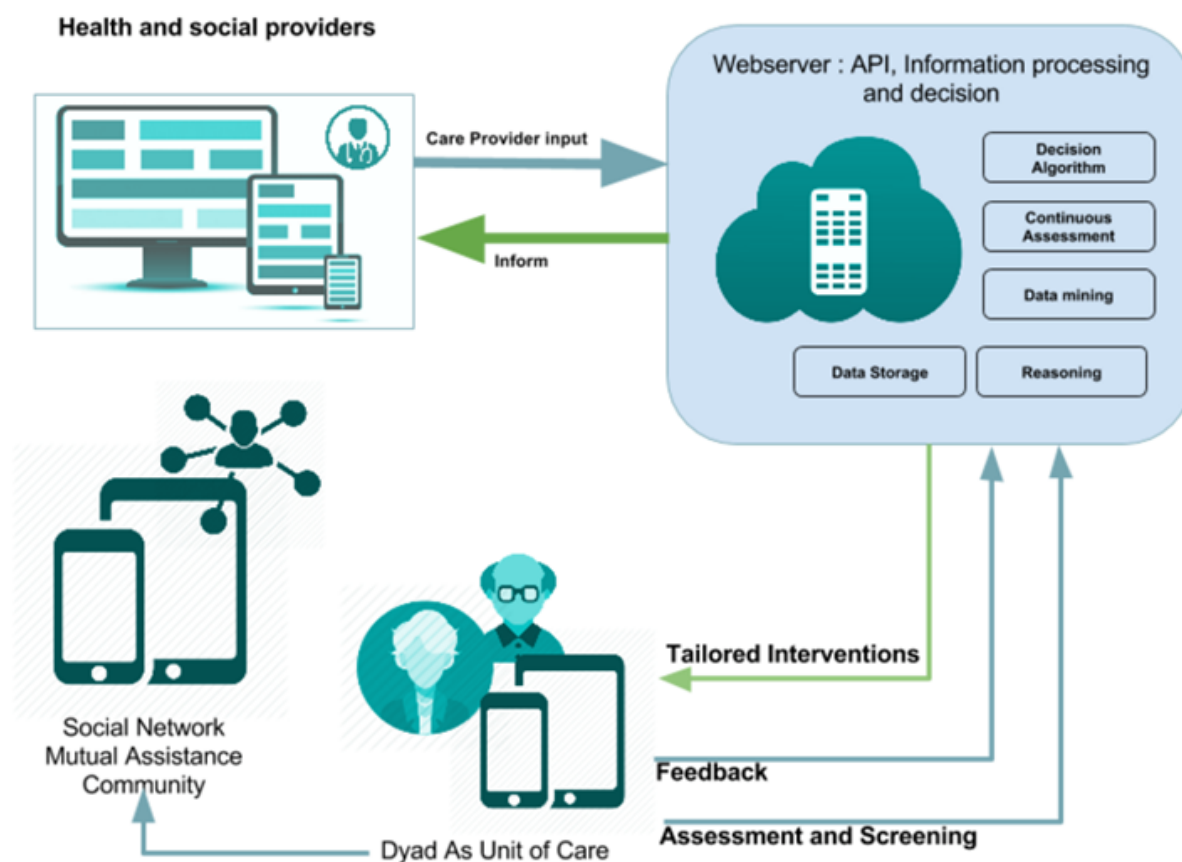 Health and social providers
Webserver : API, Information processing
and decision
Care Provider input
Inform
Decision
Algorithm
Continuous
Assessment
Data mining
Data Storage
Reasoning
Social Network
Mutual Assistance
Community
Tailored Interventions
Feedback
Assessment and Screening
Dyad As Unit of Care